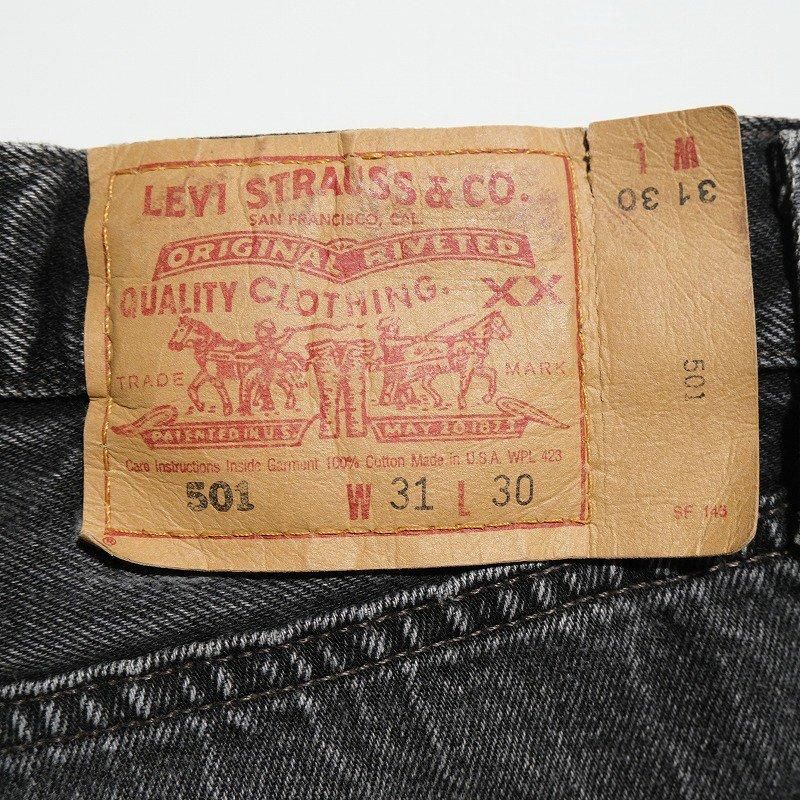 LEVI STRAUSS & CO.
SAN FRANCISCO, CAL.
ORIGINAL RIVETED
QUALITY CLOTHING. XX
TRADE MARK
PATENTED IN U.S. MAY 20 1873
Care Instructions Inside Garment 100% Cotton Made in U.S.A. WPL 423
501 W 31 L 30
®
W L
31 30
501
SF 145